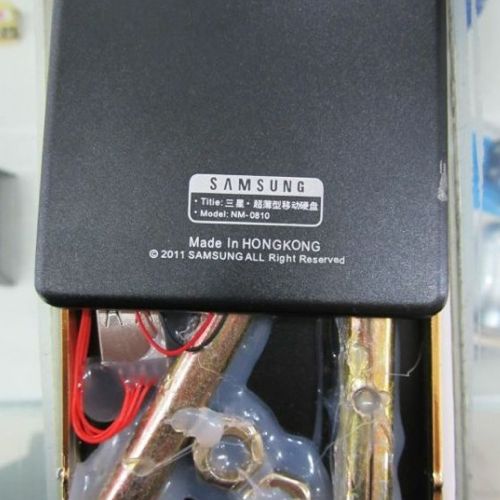 SAMSUNG
· Title: 三星 · 超薄型移动硬盘
· Model: NM-0810
Made In HONGKONG
© 2011 SAMSUNG ALL Right Reserved